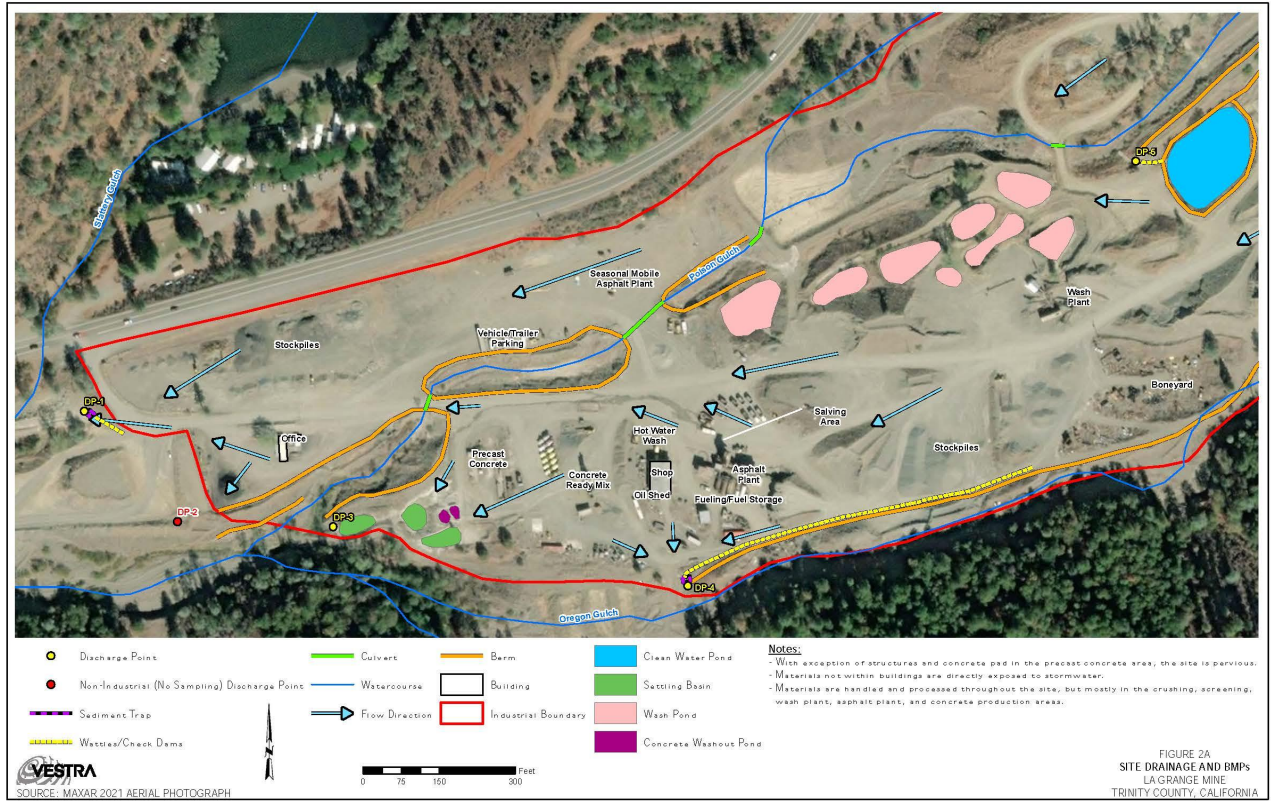 Slattery Gulch
DP-5
Poison Gulch
Seasonal Mobile
Asphalt Plant
Wash
Plant
Vehicle/Trailer
Parking
Stockpiles
Boneyard
DP-1
Salving
Area
Hot Water
Wash
Office
Stockpiles
Precast
Concrete
Concrete
Ready Mix
Shop
Asphalt
Plant
Oil Shed
Fueling/Fuel Storage
DP-2
DP-3
DP-4
Oregon Gulch
Discharge Point
Non-Industrial (No Sampling) Discharge Point
Sediment Trap
Wattles/Check Dams
Culvert
Watercourse
Flow Direction
Berm
Building
Industrial Boundary
Clean Water Pond
Settling Basin
Wash Pond
Concrete Washout Pond
Notes:
- With exception of structures and concrete pad in the precast concrete area, the site is pervious.
- Materials not within buildings are directly exposed to stormwater.
- Materials are handled and processed throughout the site, but mostly in the crushing, screening,
wash plant, asphalt plant, and concrete production areas.
N
VESTRA
SOURCE: MAXAR 2021 AERIAL PHOTOGRAPH
Feet
0 75 150 300
FIGURE 2A
SITE DRAINAGE AND BMPs
LA GRANGE MINE
TRINITY COUNTY, CALIFORNIA